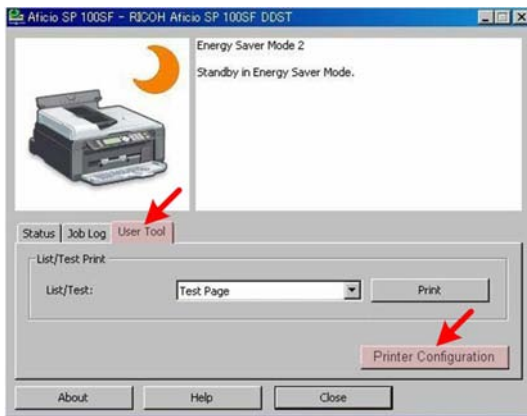 Aficio SP 100SF - RICOH Aficio SP 100SF DDST
Energy Saver Mode 2
Standby in Energy Saver Mode.
Status Job Log User Tool
List/Test Print
List/Test: Test Page Print
Printer Configuration
About Help Close